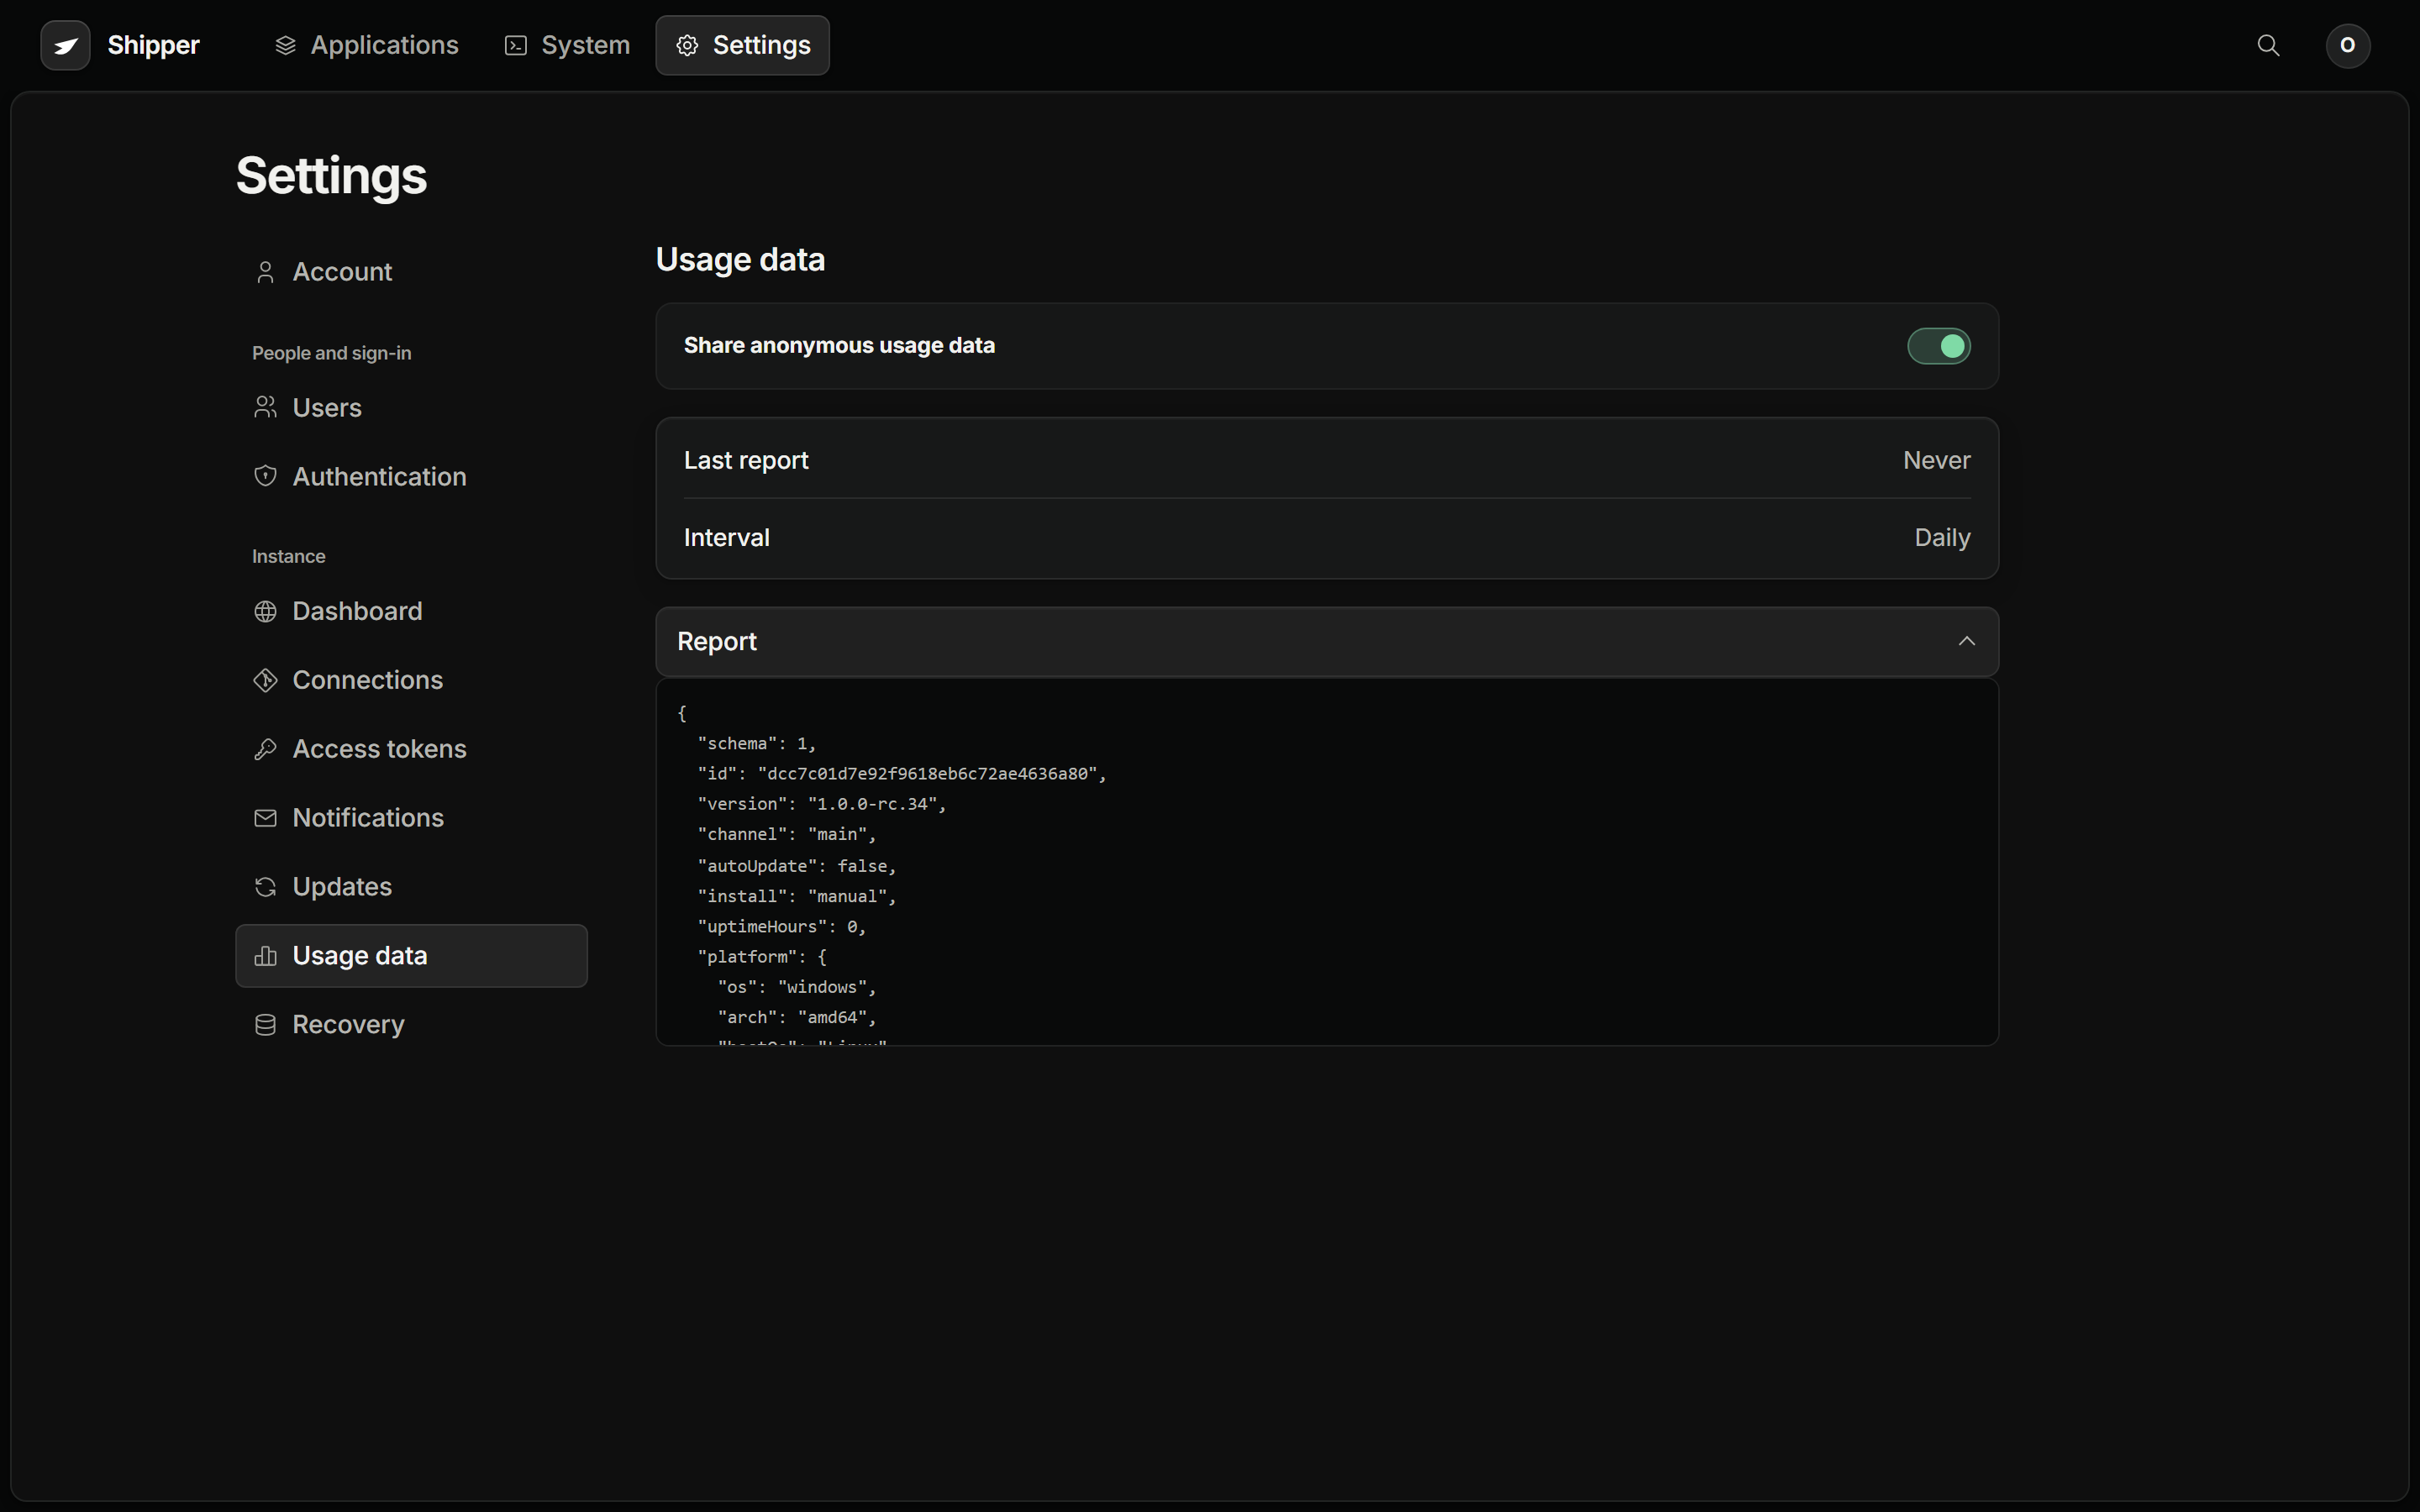 Shipper
Applications
System
Settings
O
Settings
Account
People and sign-in
Users
Authentication
Instance
Dashboard
Connections
Access tokens
Notifications
Updates
Usage data
Recovery
Usage data
Share anonymous usage data
Last report Never
Interval Daily
Report
{
"schema": 1,
"id": "dcc7c01d7e92f9618eb6c72ae4636a80",
"version": "1.0.0-rc.34",
"channel": "main",
"autoUpdate": false,
"install": "manual",
"uptimeHours": 0,
"platform": {
"os": "windows",
"arch": "amd64",